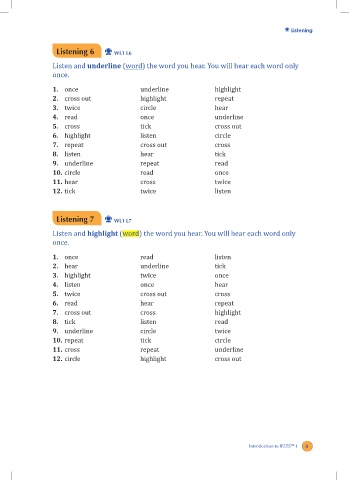 Listening
Listening 6 WL1 L6
Listen and underline (word) the word you hear. You will hear each word only
once.
1. once underline highlight
2. cross out highlight repeat
3. twice circle hear
4. read once underline
5. cross tick cross out
6. highlight listen circle
7. repeat cross out cross
8. listen hear tick
9. underline repeat read
10. circle read once
11. hear cross twice
12. tick twice listen
Listening 7 WL1 L7
Listen and highlight (word) the word you hear. You will hear each word only
once.
1. once read listen
2. hear underline tick
3. highlight twice once
4. listen once hear
5. twice cross out cross
6. read hear repeat
7. cross out cross highlight
8. tick listen read
9. underline circle twice
10. repeat tick circle
11. cross repeat underline
12. circle highlight cross out
Introduction to